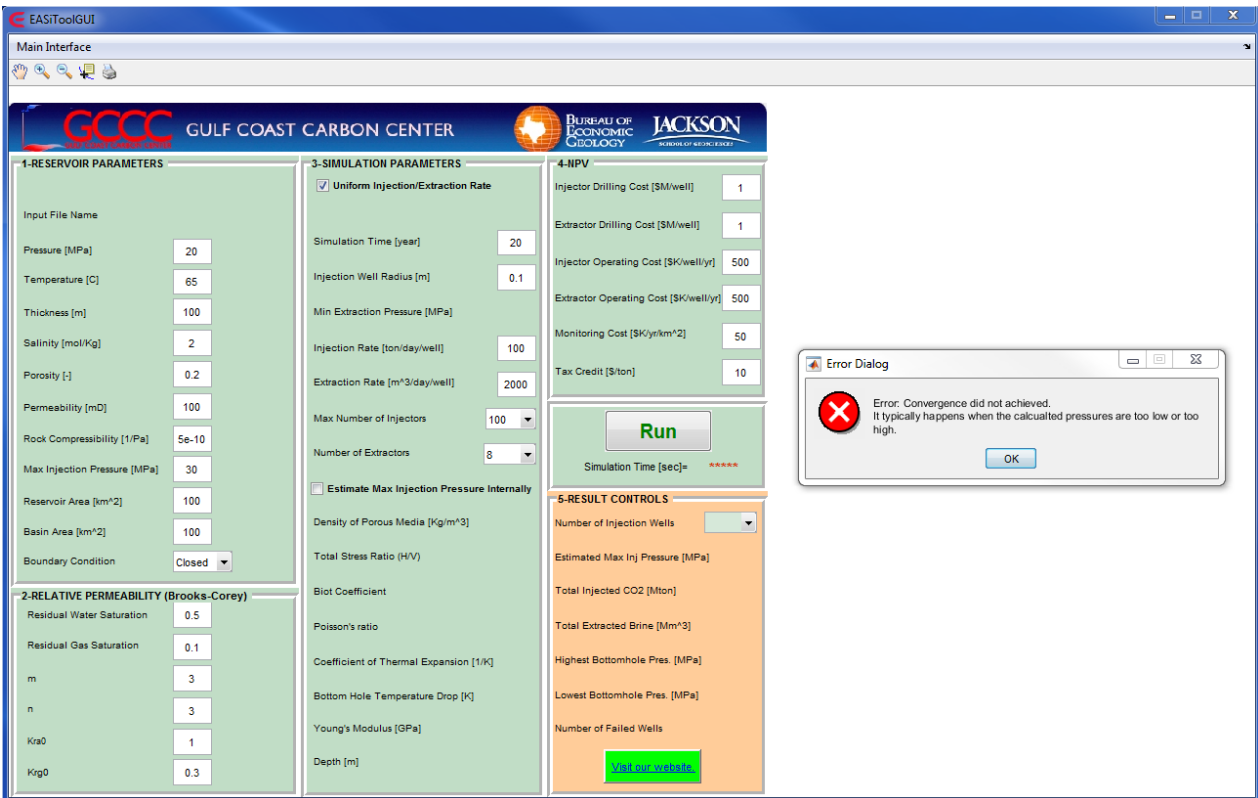 EASiToolGUI
Main Interface
GCCC GULF COAST CARBON CENTER
BUREAU OF
ECONOMIC
GEOLOGY
JACKSON
SCHOOL OF GEOSCIENCES
1-RESERVOIR PARAMETERS
Input File Name
Pressure [MPa] 20
Temperature [C] 65
Thickness [m] 100
Salinity [mol/Kg] 2
Porosity [-] 0.2
Permeability [mD] 100
Rock Compressibility [1/Pa] 5e-10
Max Injection Pressure [MPa] 30
Reservoir Area [km^2] 100
Basin Area [km^2] 100
Boundary Condition Closed
2-RELATIVE PERMEABILITY (Brooks-Corey)
Residual Water Saturation 0.5
Residual Gas Saturation 0.1
m 3
n 3
Kra0 1
Krg0 0.3
3-SIMULATION PARAMETERS
Uniform Injection/Extraction Rate
Simulation Time [year] 20
Injection Well Radius [m] 0.1
Min Extraction Pressure [MPa]
Injection Rate [ton/day/well] 100
Extraction Rate [m^3/day/well] 2000
Max Number of Injectors 100
Number of Extractors 8
Estimate Max Injection Pressure Internally
Density of Porous Media [Kg/m^3]
Total Stress Ratio (H/V)
Biot Coefficient
Poisson's ratio
Coefficient of Thermal Expansion [1/K]
Bottom Hole Temperature Drop [K]
Young's Modulus [GPa]
Depth [m]
4-NPV
Injector Drilling Cost [$M/well] 1
Extractor Drilling Cost [$M/well] 1
Injector Operating Cost [$K/well/yr] 500
Extractor Operating Cost [$K/well/yr] 500
Monitoring Cost [$K/yr/km^2] 50
Tax Credit [$/ton] 10
Run
Simulation Time [sec]= *****
5-RESULT CONTROLS
Number of Injection Wells
Estimated Max Inj Pressure [MPa]
Total Injected CO2 [Mton]
Total Extracted Brine [Mm^3]
Highest Bottomhole Pres. [MPa]
Lowest Bottomhole Pres. [MPa]
Number of Failed Wells
Visit our website.
Error Dialog
Error: Convergence did not achieved.
It typically happens when the calcualted pressures are too low or too
high.
OK